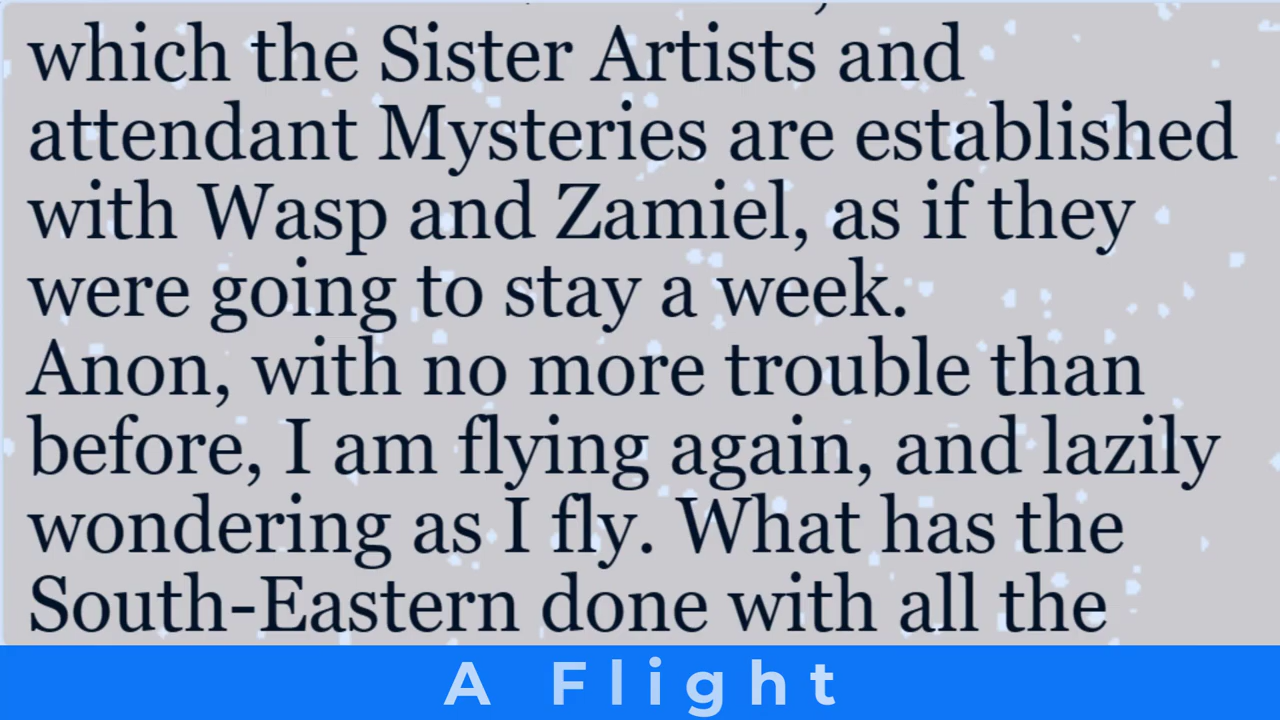 which the Sister Artists and
attendant Mysteries are established
with Wasp and Zamiel, as if they
were going to stay a week.
Anon, with no more trouble than
before, I am flying again, and lazily
wondering as I fly. What has the
South-Eastern done with all the
A Flight